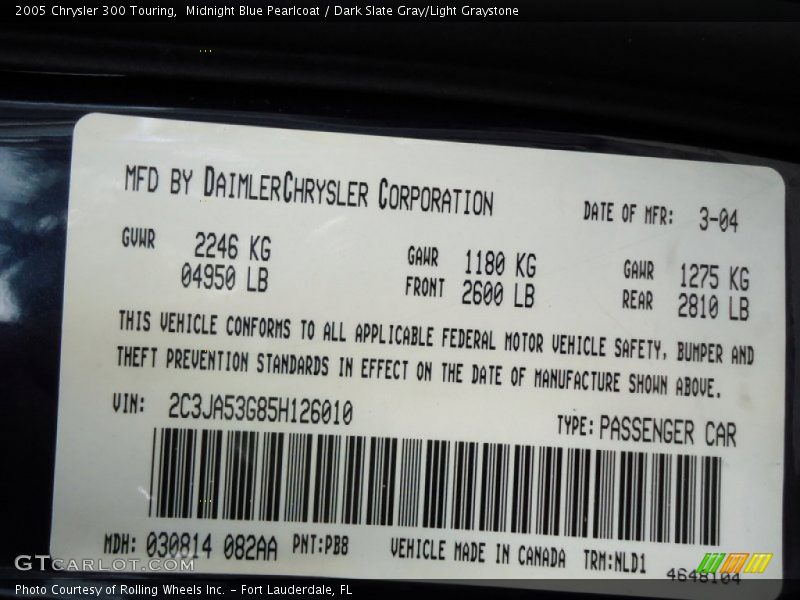 2005 Chrysler 300 Touring,  Midnight Blue Pearlcoat / Dark Slate Gray/Light Graystone
MFD BY DAIMLERCHRYSLER CORPORATION
DATE OF MFR: 3-04
GVWR 2246 KG
04950 LB
GAWR 1180 KG
FRONT 2600 LB
GAWR 1275 KG
REAR 2810 LB
THIS VEHICLE CONFORMS TO ALL APPLICABLE FEDERAL MOTOR VEHICLE SAFETY, BUMPER AND
THEFT PREVENTION STANDARDS IN EFFECT ON THE DATE OF MANUFACTURE SHOWN ABOVE.
VIN: 2C3JA53G85H126010
TYPE: PASSENGER CAR
MDH: 030814 082AA PNT:PB8 VEHICLE MADE IN CANADA TRM:NLD1
4648104
GTCARLOT.COM
Photo Courtesy of Rolling Wheels Inc. – Fort Lauderdale, FL